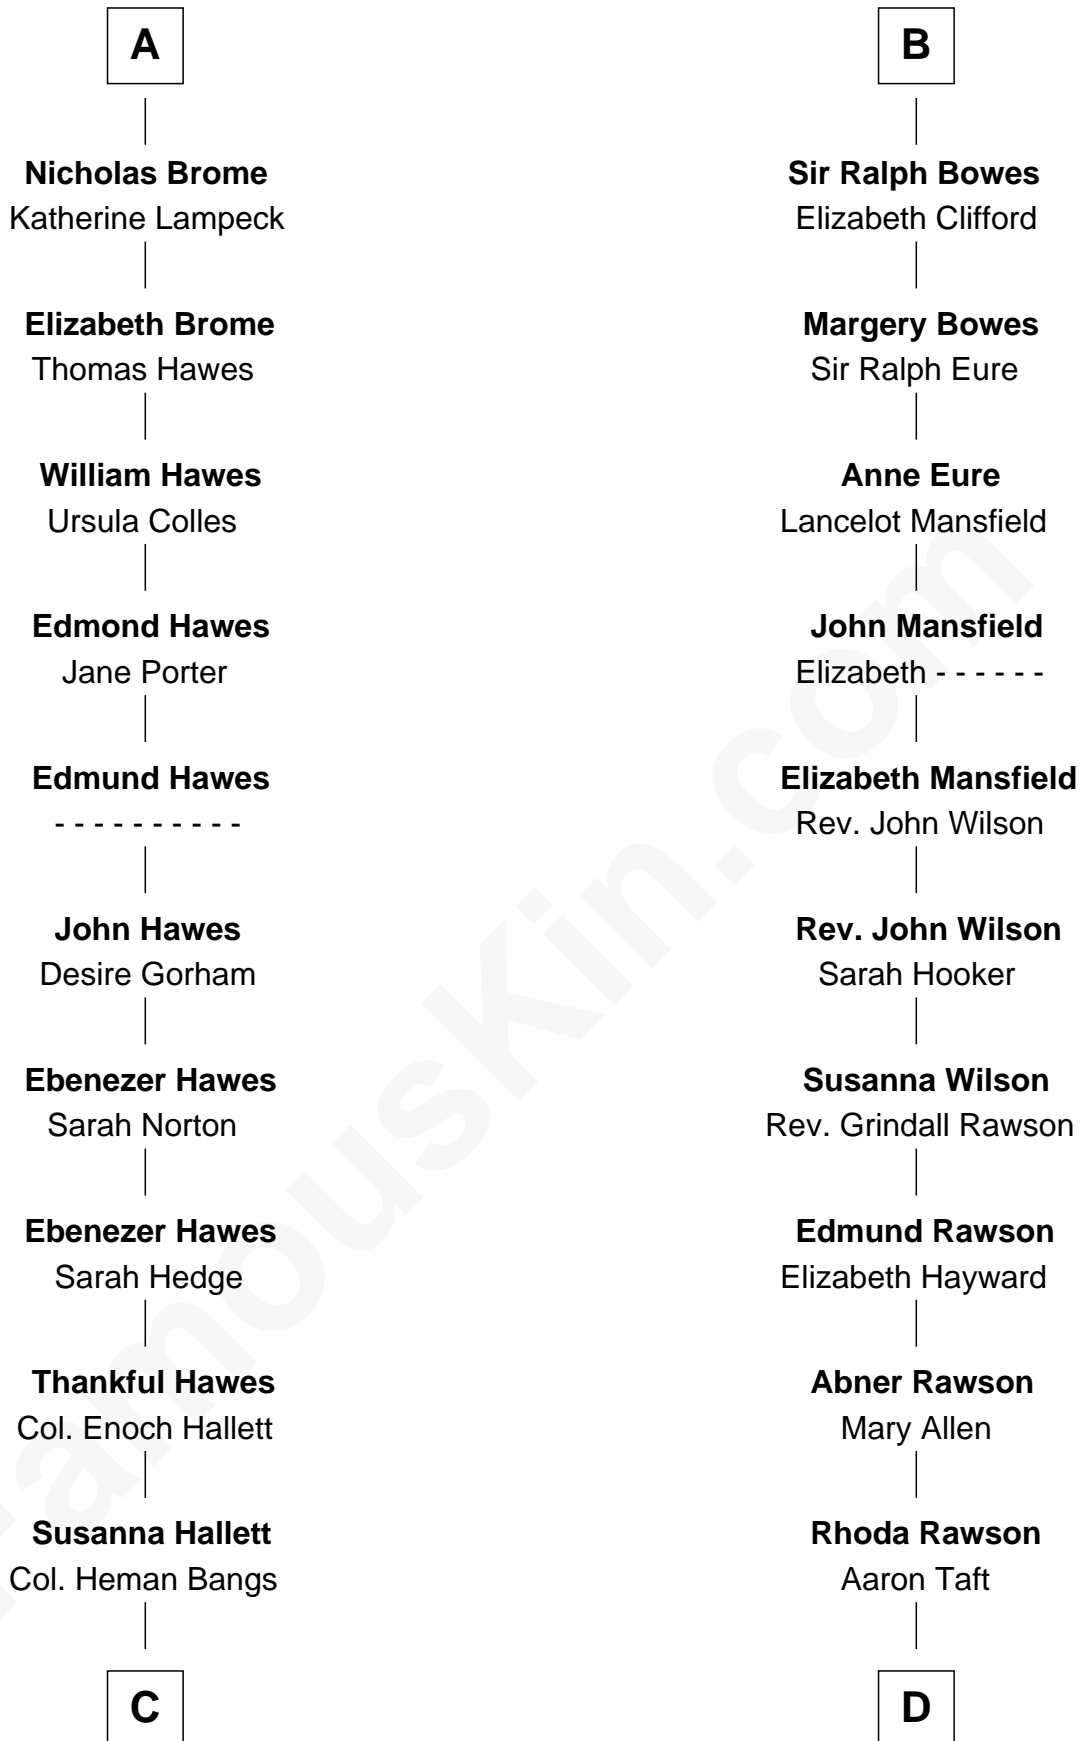 A
Nicholas Brome
Katherine Lampeck
Elizabeth Brome
Thomas Hawes
William Hawes
Ursula Colles
Edmond Hawes
Jane Porter
Edmund Hawes
- - - - - - - - - -
John Hawes
Desire Gorham
Ebenezer Hawes
Sarah Norton
Ebenezer Hawes
Sarah Hedge
Thankful Hawes
Col. Enoch Hallett
Susanna Hallett
Col. Heman Bangs
C
B
Sir Ralph Bowes
Elizabeth Clifford
Margery Bowes
Sir Ralph Eure
Anne Eure
Lancelot Mansfield
John Mansfield
Elizabeth - - - - - -
Elizabeth Mansfield
Rev. John Wilson
Rev. John Wilson
Sarah Hooker
Susanna Wilson
Rev. Grindall Rawson
Edmund Rawson
Elizabeth Hayward
Abner Rawson
Mary Allen
Rhoda Rawson
Aaron Taft
D
FamousKin.com